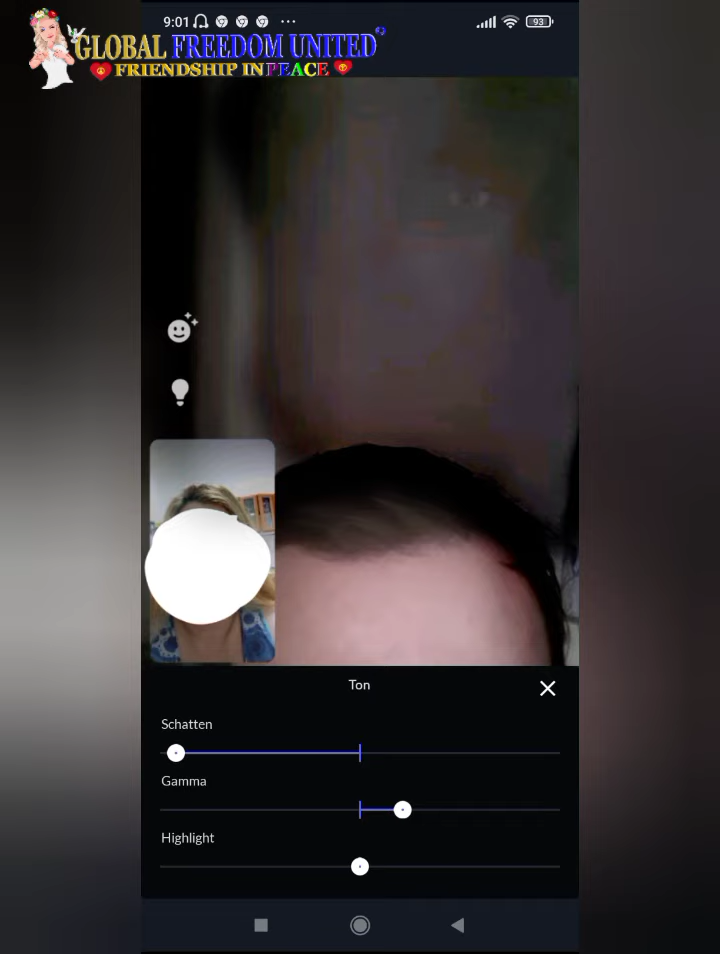 9:01
93
GLOBAL FREEDOM UNITED
FRIENDSHIP IN PEACE
Ton
Schatten
Gamma
Highlight